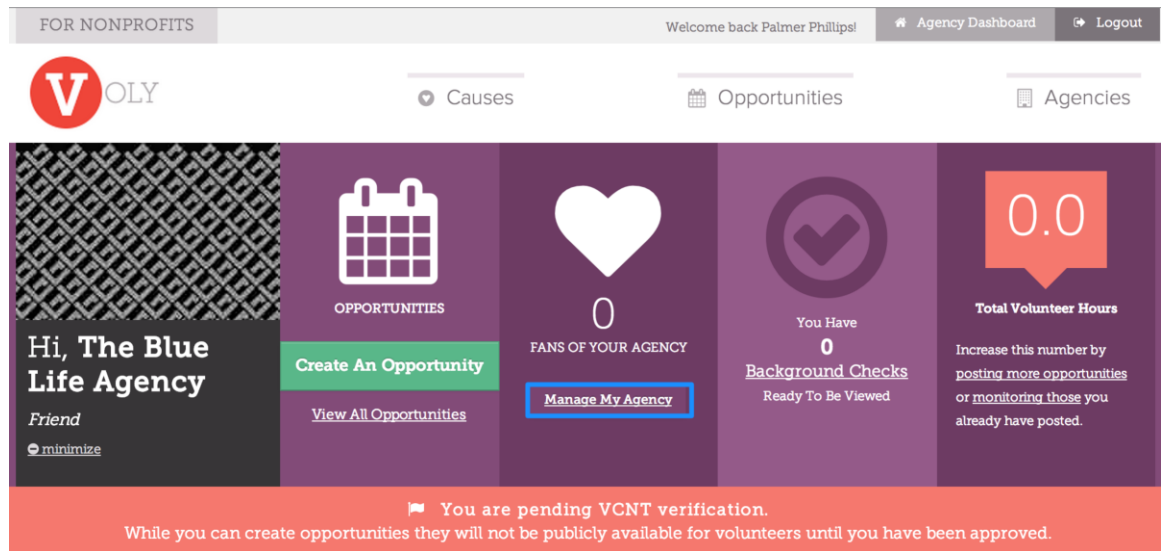 FOR NONPROFITS
Welcome back Palmer Phillips!
Agency Dashboard
Logout
VOLY
Causes
Opportunities
Agencies
Hi, The Blue
Life Agency
Friend
minimize
OPPORTUNITIES
Create An Opportunity
View All Opportunities
0
FANS OF YOUR AGENCY
Manage My Agency
You Have
0
Background Checks
Ready To Be Viewed
0.0
Total Volunteer Hours
Increase this number by
posting more opportunities
or monitoring those you
already have posted.
You are pending VCNT verification.
While you can create opportunities they will not be publicly available for volunteers until you have been approved.